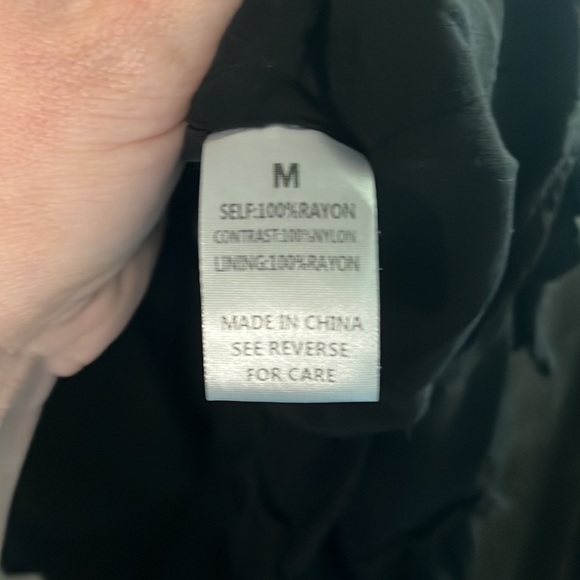 M
SELF:100%RAYON
CONTRAST:100%NYLON
LINING:100%RAYON
MADE IN CHINA
SEE REVERSE
FOR CARE